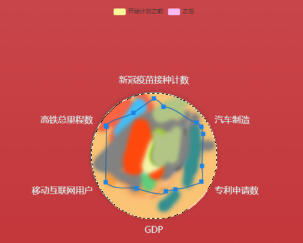 开始计划之前 之后
新冠疫苗接种计数
高铁总里程数 汽车制造
移动互联网用户 专利申请数
GDP